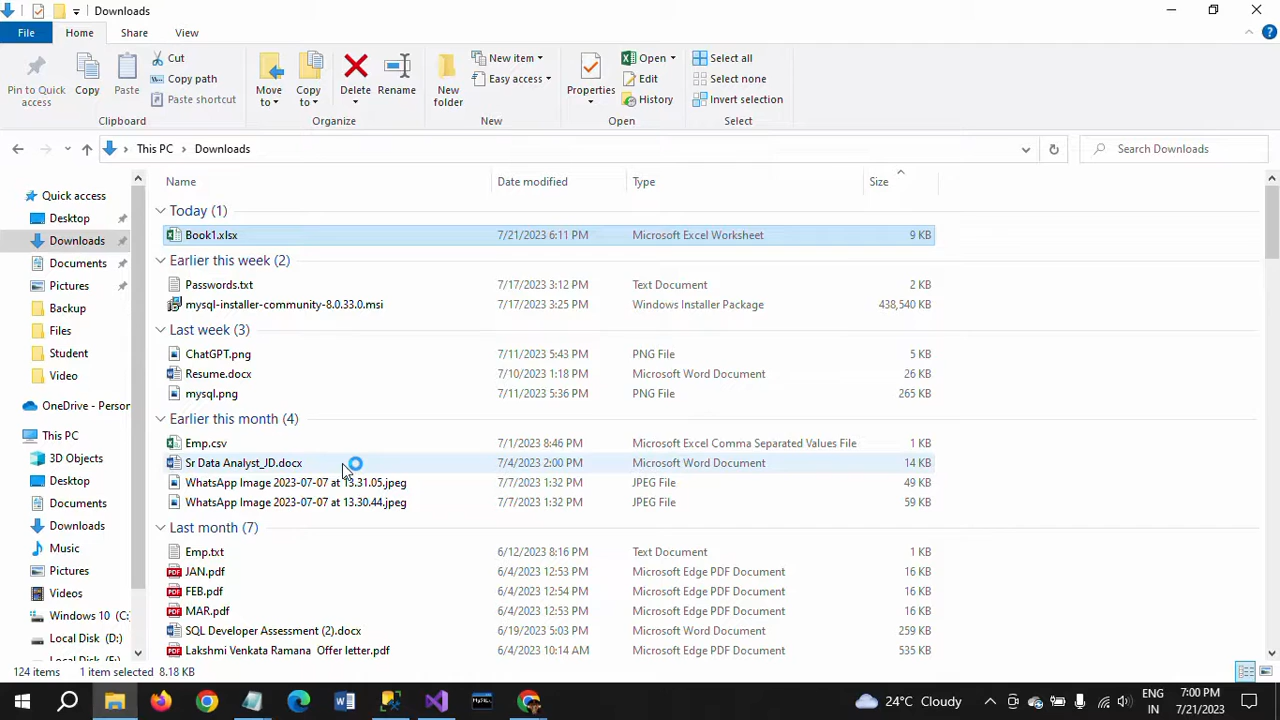 Downloads
File Home Share View
Pin to Quick access
Copy
Paste
Cut
Copy path
Paste shortcut
Clipboard
Move to
Copy to
Delete
Rename
Organize
New folder
New item
Easy access
New
Properties
Open
Edit
History
Open
Select all
Select none
Invert selection
Select
This PC > Downloads
Search Downloads
Quick access
Desktop
Downloads
Documents
Pictures
Backup
Files
Student
Video
OneDrive - Person
This PC
3D Objects
Desktop
Documents
Downloads
Music
Pictures
Videos
Windows 10 (C:
Local Disk (D:)
Name Date modified Type Size
Today (1)
Book1.xlsx 7/21/2023 6:11 PM Microsoft Excel Worksheet 9 KB
Earlier this week (2)
Passwords.txt 7/17/2023 3:12 PM Text Document 2 KB
mysql-installer-community-8.0.33.0.msi 7/17/2023 3:25 PM Windows Installer Package 438,540 KB
Last week (3)
ChatGPT.png 7/11/2023 5:43 PM PNG File 5 KB
Resume.docx 7/10/2023 1:18 PM Microsoft Word Document 26 KB
mysql.png 7/11/2023 5:36 PM PNG File 265 KB
Earlier this month (4)
Emp.csv 7/1/2023 8:46 PM Microsoft Excel Comma Separated Values File 1 KB
Sr Data Analyst_JD.docx 7/4/2023 2:00 PM Microsoft Word Document 14 KB
WhatsApp Image 2023-07-07 at 13.31.05.jpeg 7/7/2023 1:32 PM JPEG File 49 KB
WhatsApp Image 2023-07-07 at 13.30.44.jpeg 7/7/2023 1:32 PM JPEG File 59 KB
Last month (7)
Emp.txt 6/12/2023 8:16 PM Text Document 1 KB
JAN.pdf 6/4/2023 12:53 PM Microsoft Edge PDF Document 16 KB
FEB.pdf 6/4/2023 12:54 PM Microsoft Edge PDF Document 16 KB
MAR.pdf 6/4/2023 12:53 PM Microsoft Edge PDF Document 16 KB
SQL Developer Assessment (2).docx 6/19/2023 5:03 PM Microsoft Word Document 259 KB
Lakshmi Venkata Ramana Offer letter.pdf 6/4/2023 10:14 AM Microsoft Edge PDF Document 535 KB
124 items 1 item selected 8.18 KB
24°C Cloudy
ENG
IN
7:00 PM
7/21/2023